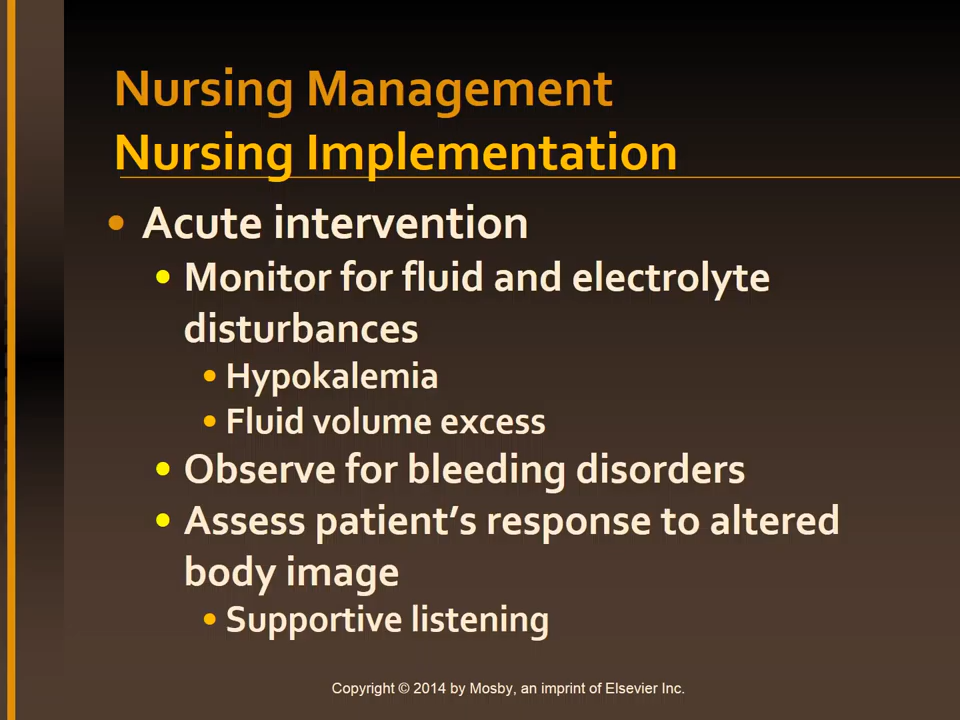 Nursing Management
Nursing Implementation
• Acute intervention
• Monitor for fluid and electrolyte
disturbances
• Hypokalemia
• Fluid volume excess
• Observe for bleeding disorders
• Assess patient’s response to altered
body image
• Supportive listening
Copyright © 2014 by Mosby, an imprint of Elsevier Inc.